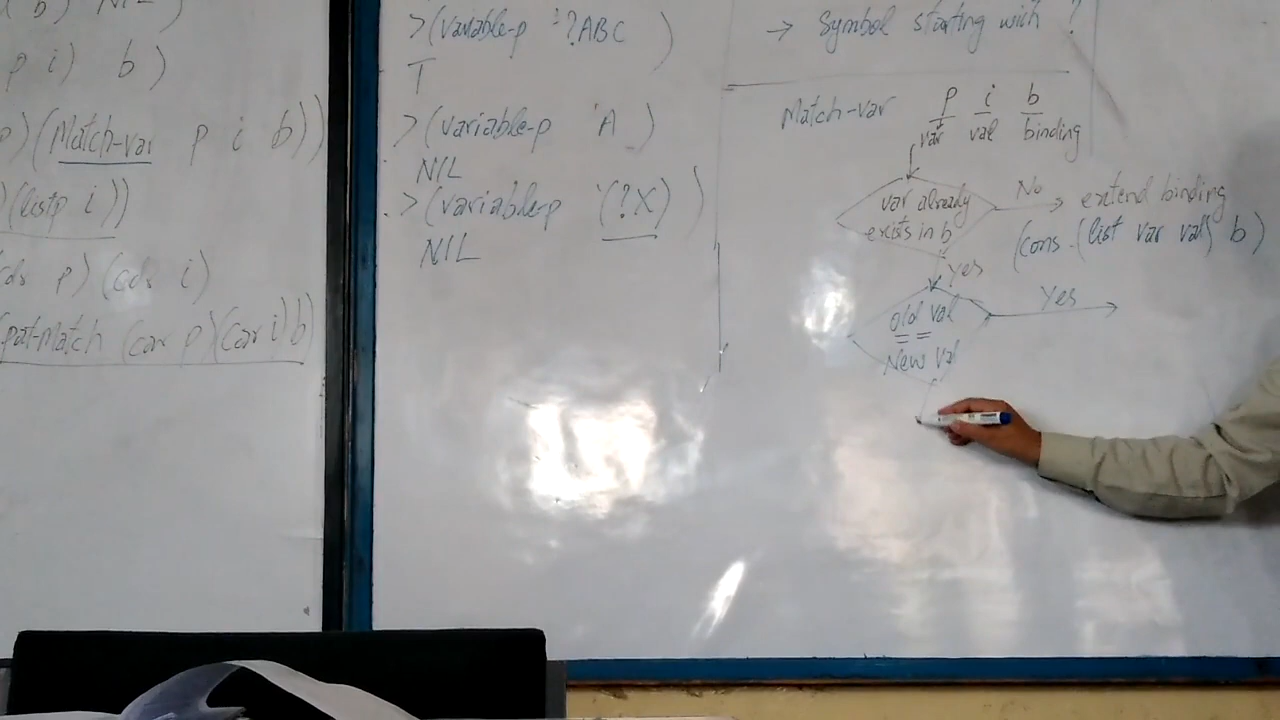 b) NIL )
p i) b)
(Match-var p i b))
(listp i))
p) (cdr i)
(pat-match (car p)(car i) b)
>(variable-p '?ABC )
T
>(variable-p 'A )
NIL
>(variable-p '(?X) )
NIL
→ Symbol starting with ?
Match-var p i b
var val binding
var already
exists in b
No
extend binding
(cons (list var val) b)
yes
old val
==
New val
Yes